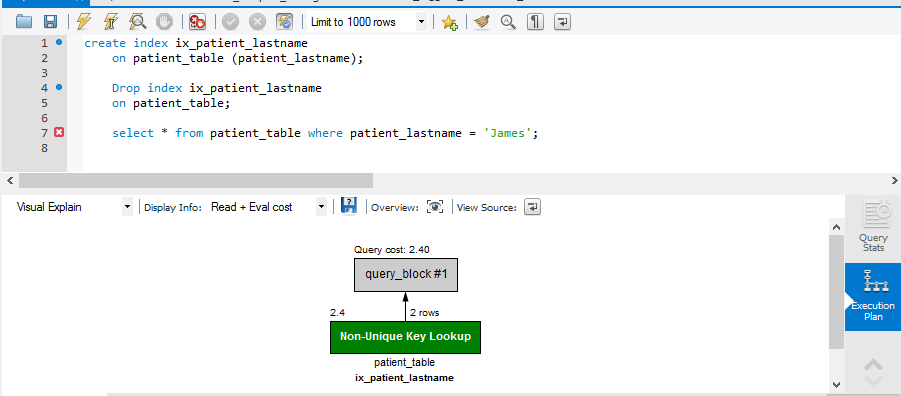 Limit to 1000 rows
1 create index ix_patient_lastname
2 on patient_table (patient_lastname);
3
4 Drop index ix_patient_lastname
5 on patient_table;
6
7 select * from patient_table where patient_lastname = 'James';
8
Visual Explain Display Info: Read + Eval cost Overview: View Source:
Query Stats
Query cost: 2.40
query_block #1
Execution Plan
2.4 2 rows
Non-Unique Key Lookup
patient_table
ix_patient_lastname